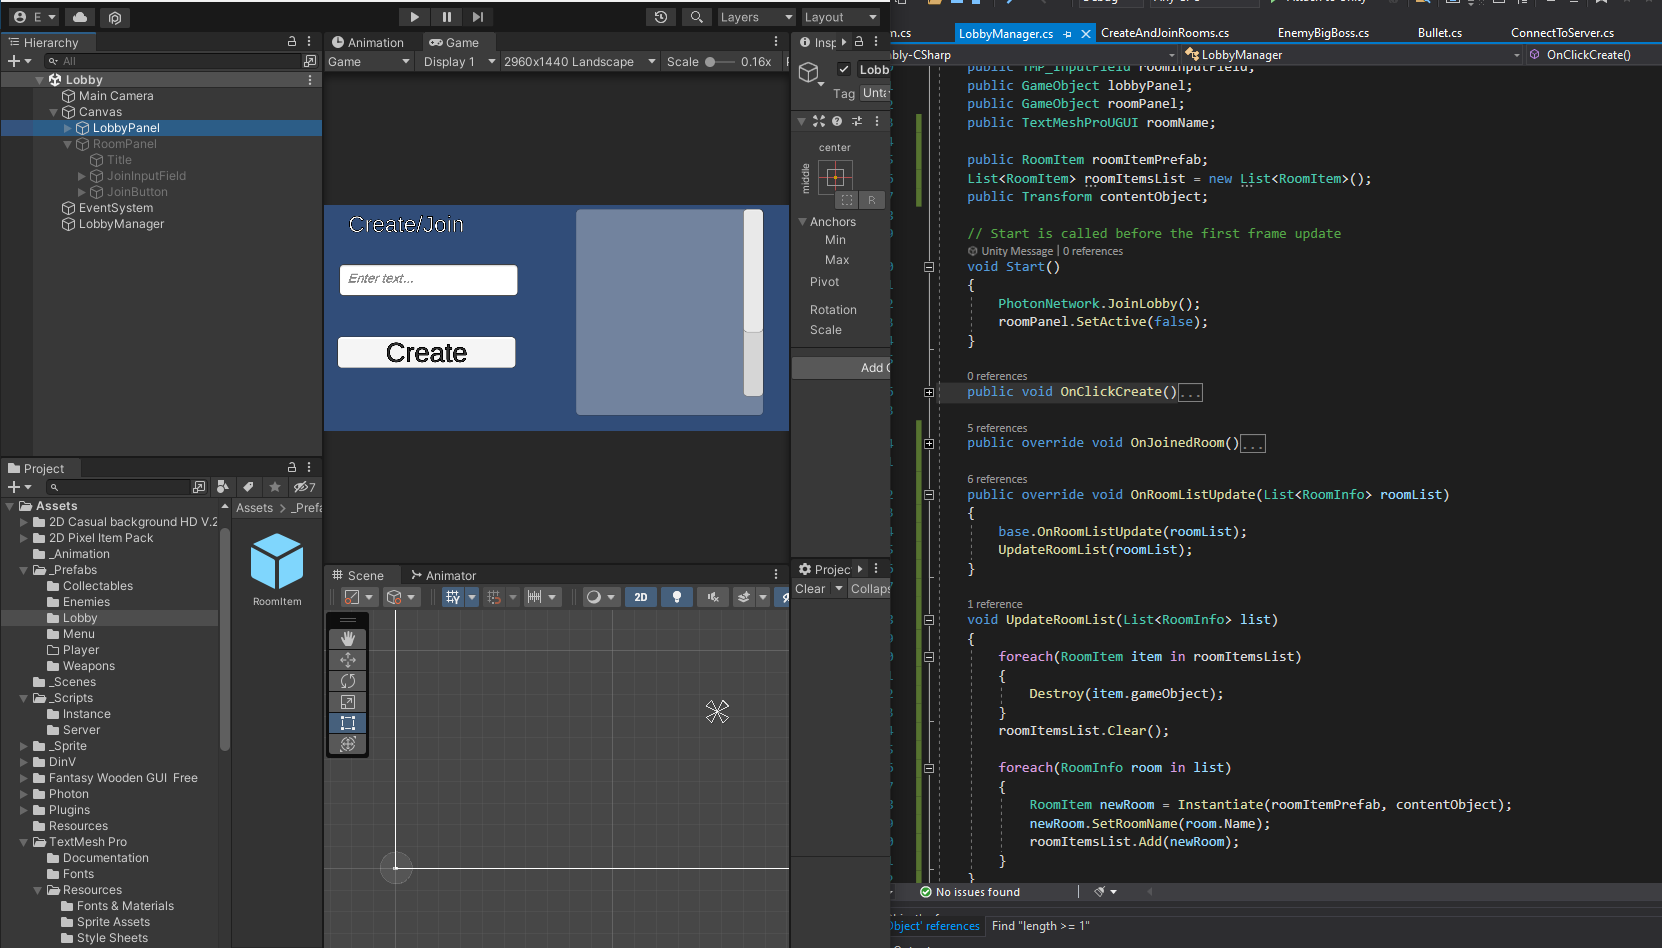 E
Layers
Layout
Hierarchy
All
Lobby
Main Camera
Canvas
LobbyPanel
RoomPanel
Title
JoinInputField
JoinButton
EventSystem
LobbyManager
Animation
Game
Game
Display 1
2960x1440 Landscape
Scale
0.16x
Create/Join
Enter text...
Create
Insp
Lobb
Tag
Unta
center
middle
R
Anchors
Min
Max
Pivot
Rotation
Scale
Add
Project
7
Assets
2D Casual background HD V.2
2D Pixel Item Pack
_Animation
_Prefabs
Collectables
Enemies
Lobby
Menu
Player
Weapons
_Scenes
_Scripts
Instance
Server
_Sprite
DinV
Fantasy Wooden GUI  Free
Photon
Plugins
Resources
TextMesh Pro
Documentation
Fonts
Resources
Fonts & Materials
Sprite Assets
Style Sheets
Assets > _Prefa
RoomItem
Scene
Animator
2D
Projec
Clear
Collaps
m.cs
LobbyManager.cs
CreateAndJoinRooms.cs
EnemyBigBoss.cs
Bullet.cs
ConnectToServer.cs
bly-CSharp
LobbyManager
OnClickCreate()
public TMP_InputField roomInputField;
public GameObject lobbyPanel;
public GameObject roomPanel;
public TextMeshProUGUI roomName;
public RoomItem roomItemPrefab;
List<RoomItem> roomItemsList = new List<RoomItem>();
public Transform contentObject;
// Start is called before the first frame update
Unity Message | 0 references
void Start()
{
PhotonNetwork.JoinLobby();
roomPanel.SetActive(false);
}
0 references
public void OnClickCreate()...
5 references
public override void OnJoinedRoom()...
6 references
public override void OnRoomListUpdate(List<RoomInfo> roomList)
{
base.OnRoomListUpdate(roomList);
UpdateRoomList(roomList);
}
1 reference
void UpdateRoomList(List<RoomInfo> list)
{
foreach(RoomItem item in roomItemsList)
{
Destroy(item.gameObject);
}
roomItemsList.Clear();
foreach(RoomInfo room in list)
{
RoomItem newRoom = Instantiate(roomItemPrefab, contentObject);
newRoom.SetRoomName(room.Name);
roomItemsList.Add(newRoom);
}
}
No issues found
Object' references
Find "length >= 1"